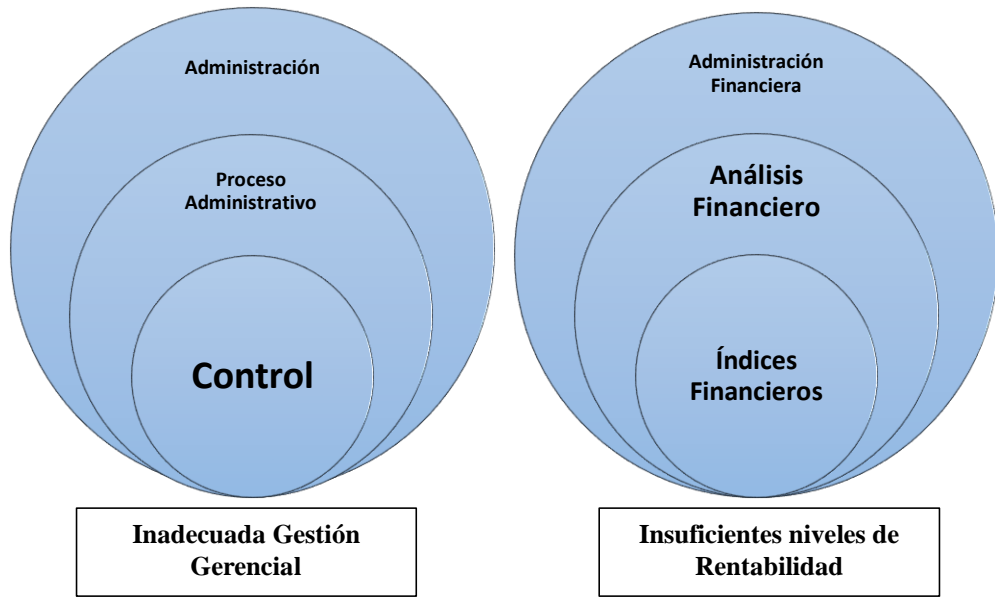 Administración
Proceso
Administrativo
Control
Inadecuada Gestión
Gerencial
Administración
Financiera
Análisis
Financiero
Índices
Financieros
Insuficientes niveles de
Rentabilidad